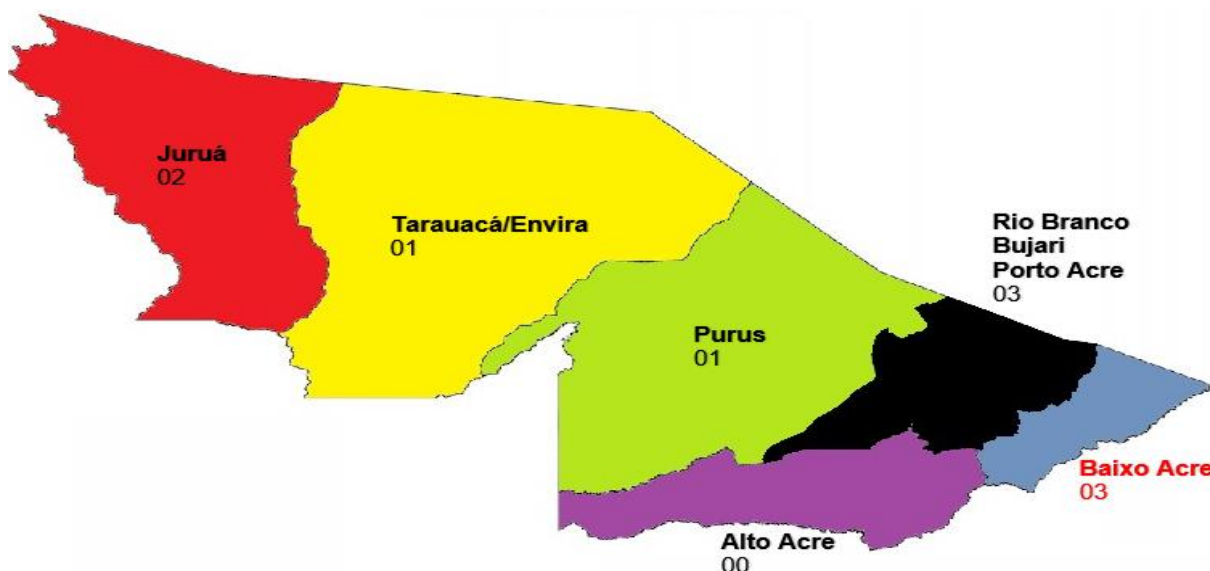 Juruá
02
Tarauacá/Envira
01
Purus
01
Rio Branco
Bujari
Porto Acre
03
Baixo Acre
03
Alto Acre
00